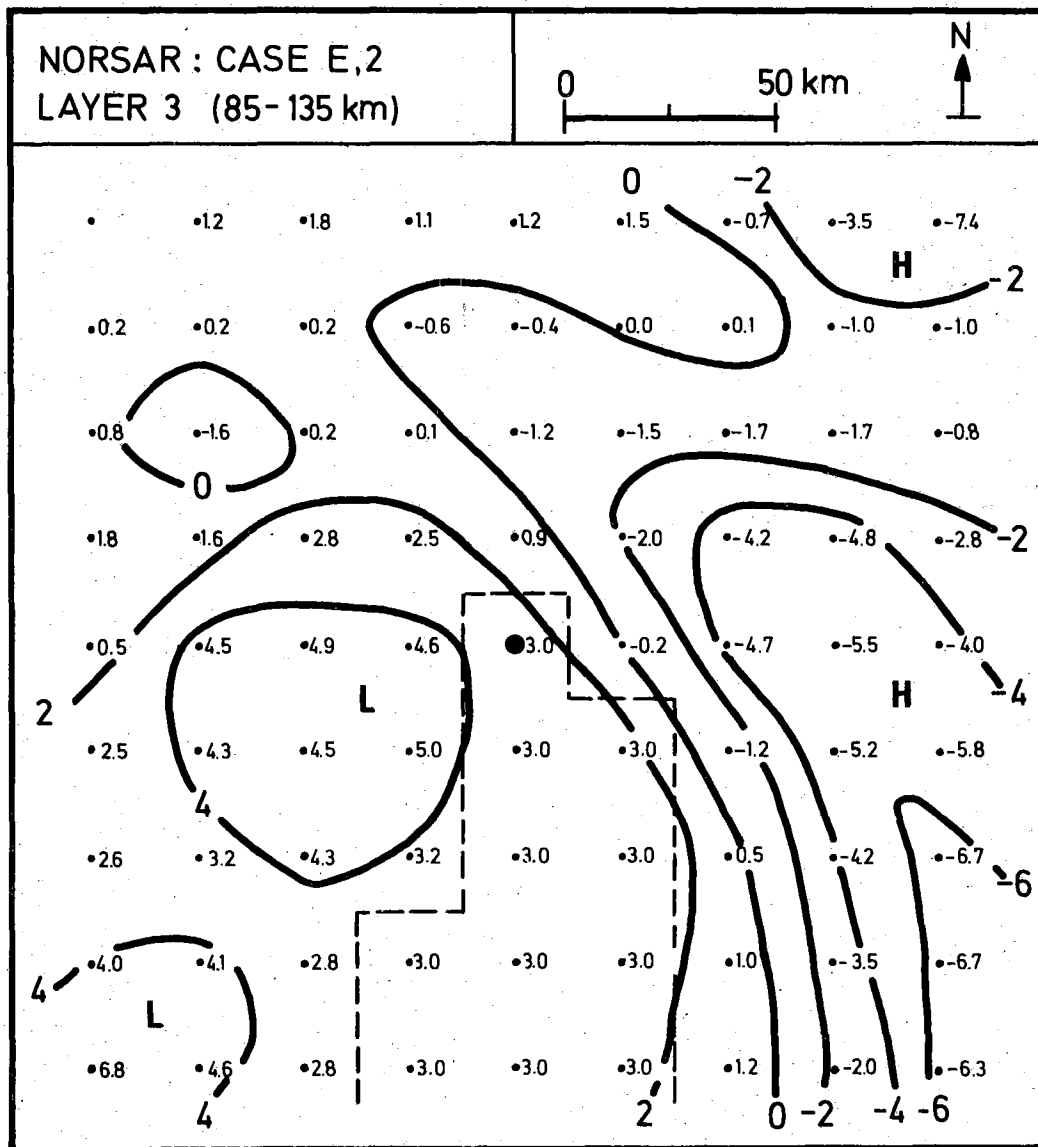 NORSAR : CASE E,2
LAYER 3 (85-135 km)
0 50 km
N
0 -2
1.2 1.8 1.1 1.2 1.5 -0.7 -3.5 -7.4
H
-2
0.2 0.2 0.2 -0.6 -0.4 0.0 0.1 -1.0 -1.0
0.8 -1.6 0.2 0.1 -1.2 -1.5 -1.7 -1.7 -0.8
0
1.8 1.6 2.8 2.5 0.9 -2.0 -4.2 -4.8 -2.8 -2
0.5 4.5 4.9 4.6 3.0 -0.2 -4.7 -5.5 -4.0
2 L H -4
2.5 4.3 4.5 5.0 3.0 3.0 -1.2 -5.2 -5.8
4
2.6 3.2 4.3 3.2 3.0 3.0 0.5 -4.2 -6.7
-6
4.0 4.1 2.8 3.0 3.0 3.0 1.0 -3.5 -6.7
4 L
6.8 4.6 2.8 3.0 3.0 3.0 1.2 -2.0 -6.3
4 2 0 -2 -4 -6